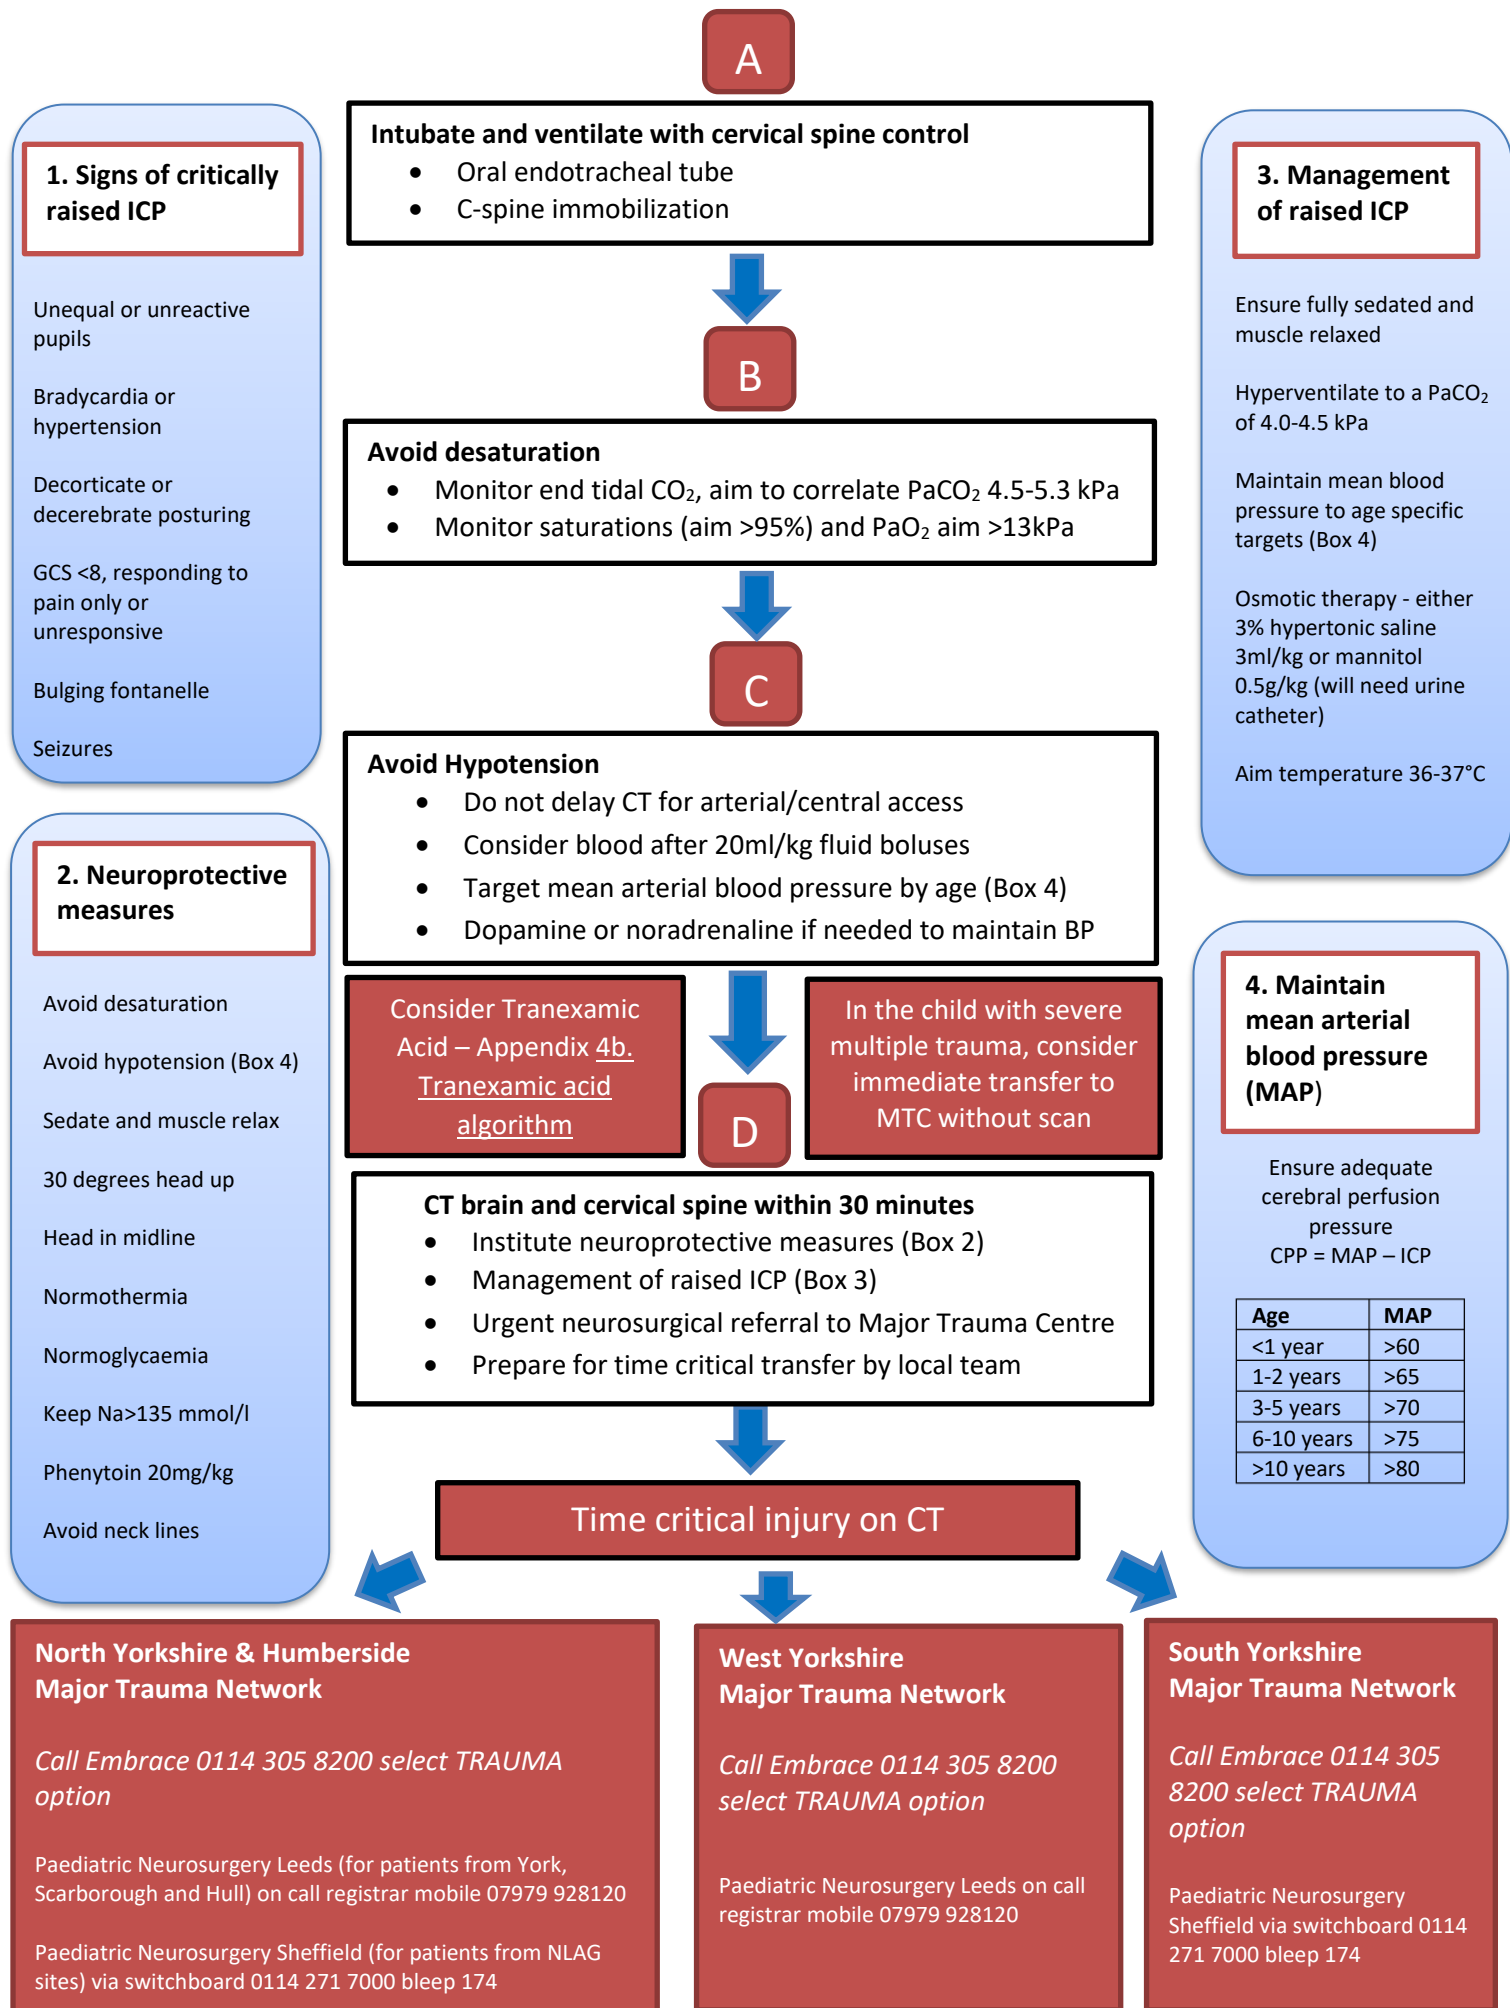 A
Intubate and ventilate with cervical spine control
• Oral endotracheal tube
• C-spine immobilization
1. Signs of critically
raised ICP
Unequal or unreactive
pupils
Bradycardia or
hypertension
Decorticate or
decerebrate posturing
GCS <8, responding to
pain only or
unresponsive
Bulging fontanelle
Seizures
3. Management
of raised ICP
Ensure fully sedated and
muscle relaxed
Hyperventilate to a PaCO₂
of 4.0-4.5 kPa
Maintain mean blood
pressure to age specific
targets (Box 4)
Osmotic therapy - either
3% hypertonic saline
3ml/kg or mannitol
0.5g/kg (will need urine
catheter)
Aim temperature 36-37°C
B
Avoid desaturation
• Monitor end tidal CO₂, aim to correlate PaCO₂ 4.5-5.3 kPa
• Monitor saturations (aim >95%) and PaO₂ aim >13kPa
C
Avoid Hypotension
• Do not delay CT for arterial/central access
• Consider blood after 20ml/kg fluid boluses
• Target mean arterial blood pressure by age (Box 4)
• Dopamine or noradrenaline if needed to maintain BP
2. Neuroprotective
measures
Avoid desaturation
Avoid hypotension (Box 4)
Sedate and muscle relax
30 degrees head up
Head in midline
Normothermia
Normoglycaemia
Keep Na>135 mmol/l
Phenytoin 20mg/kg
Avoid neck lines
Consider Tranexamic
Acid – Appendix 4b.
Tranexamic acid
algorithm
In the child with severe
multiple trauma, consider
immediate transfer to
MTC without scan
D
CT brain and cervical spine within 30 minutes
• Institute neuroprotective measures (Box 2)
• Management of raised ICP (Box 3)
• Urgent neurosurgical referral to Major Trauma Centre
• Prepare for time critical transfer by local team
4. Maintain
mean arterial
blood pressure
(MAP)
Ensure adequate
cerebral perfusion
pressure
CPP = MAP – ICP
Age MAP
<1 year >60
1-2 years >65
3-5 years >70
6-10 years >75
>10 years >80
Time critical injury on CT
North Yorkshire & Humberside
Major Trauma Network
Call Embrace 0114 305 8200 select TRAUMA
option
Paediatric Neurosurgery Leeds (for patients from York,
Scarborough and Hull) on call registrar mobile 07979 928120
Paediatric Neurosurgery Sheffield (for patients from NLAG
sites) via switchboard 0114 271 7000 bleep 174
West Yorkshire
Major Trauma Network
Call Embrace 0114 305 8200
select TRAUMA option
Paediatric Neurosurgery Leeds on call
registrar mobile 07979 928120
South Yorkshire
Major Trauma Network
Call Embrace 0114 305
8200 select TRAUMA
option
Paediatric Neurosurgery
Sheffield via switchboard 0114
271 7000 bleep 174